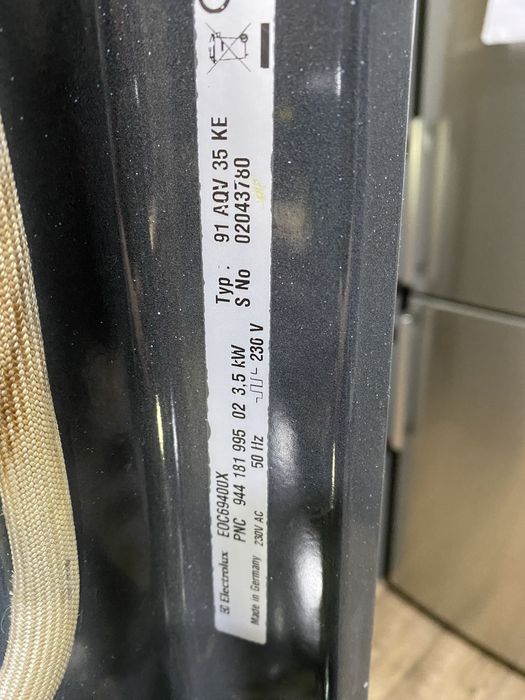 Electrolux EOC69400X Typ : 91 AQV 35 KE
PNC 944 181 995 02 3,5 kW S No 02043780
Made in Germany 230V AC 50 Hz 230 V